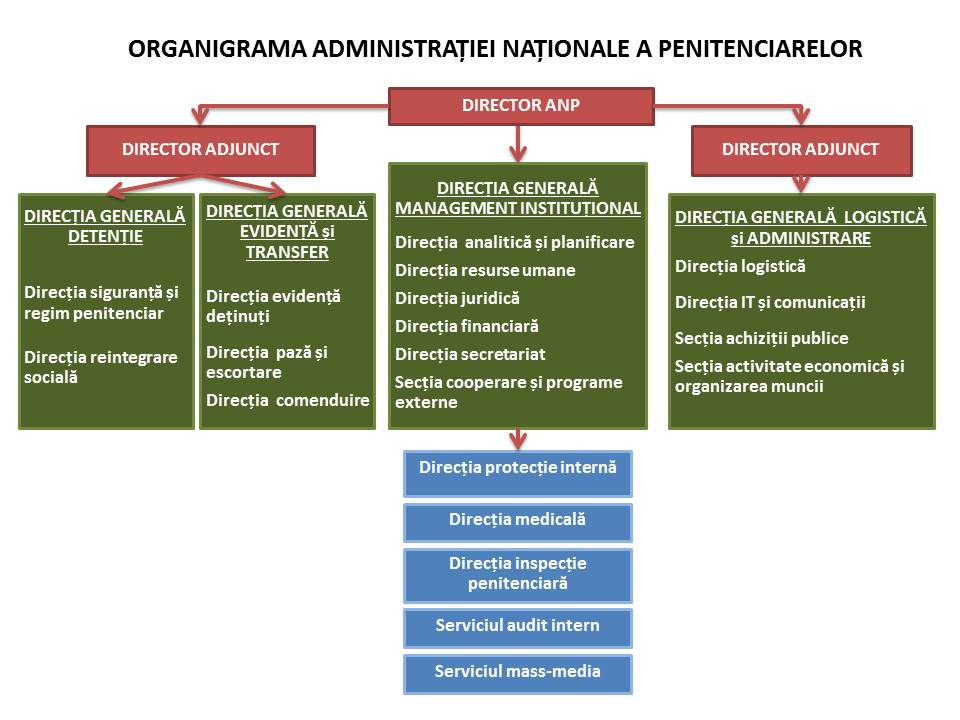 ORGANIGRAMA ADMINISTRAȚIEI NAȚIONALE A PENITENCIARELOR
DIRECTOR ANP
DIRECTOR ADJUNCT
DIRECTOR ADJUNCT
DIRECȚIA GENERALĂ
DETENȚIE
Direcția siguranță și
regim penitenciar
Direcția reintegrare
socială
DIRECȚIA GENERALĂ
EVIDENȚĂ și
TRANSFER
Direcția evidență
deținuți
Direcția pază și
escortare
Direcția comenduire
DIRECȚIA GENERALĂ
MANAGEMENT INSTITUȚIONAL
Direcția analitică și planificare
Direcția resurse umane
Direcția juridică
Direcția financiară
Direcția secretariat
Secția cooperare și programe
externe
DIRECȚIA GENERALĂ LOGISTICĂ
și ADMINISTRARE
Direcția logistică
Direcția IT și comunicații
Secția achiziții publice
Secția activitate economică și
organizarea muncii
Direcția protecție internă
Direcția medicală
Direcția inspecție
penitenciară
Serviciul audit intern
Serviciul mass-media